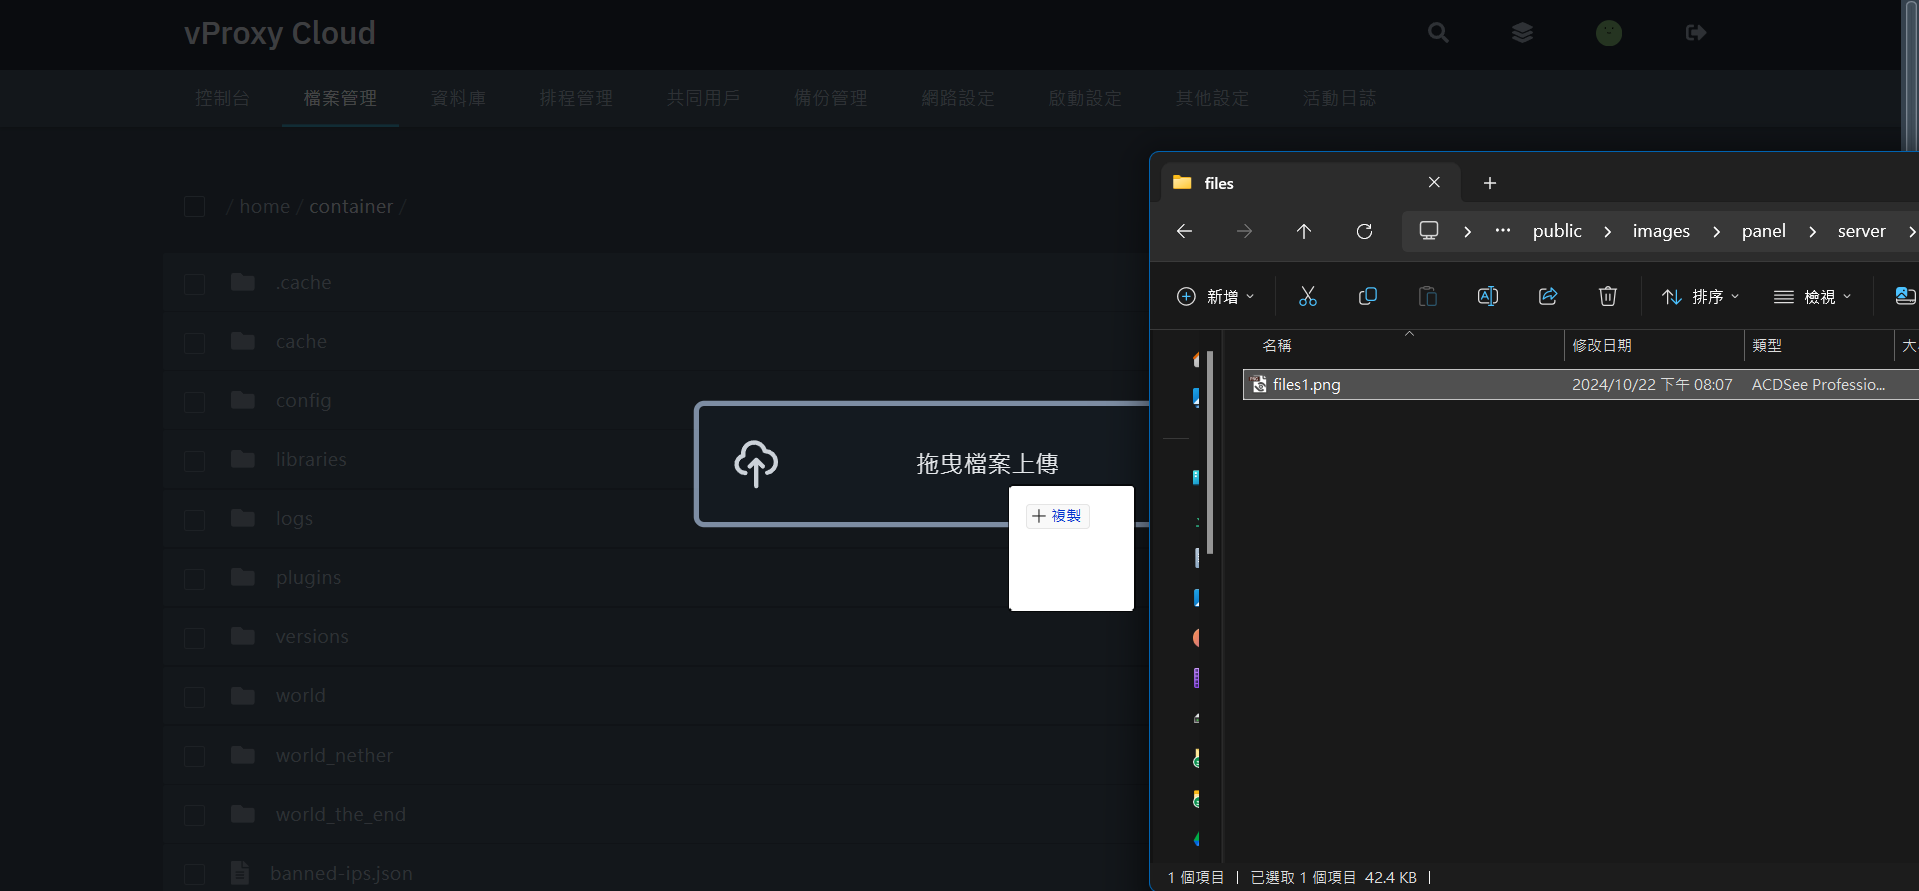 vProxy Cloud
控制台 檔案管理 資料庫 排程管理 共同用戶 備份管理 網路設定 啟動設定 其他設定 活動日誌
/ home / container /
.cache
cache
config
libraries
logs
plugins
versions
world
world_nether
world_the_end
banned-ips.json
拖曳檔案上傳
複製
files
public > images > panel > server >
新增 排序 檢視
名稱 修改日期 類型 大
files1.png 2024/10/22 下午 08:07 ACDSee Professio...
1 個項目 | 已選取 1 個項目 42.4 KB |